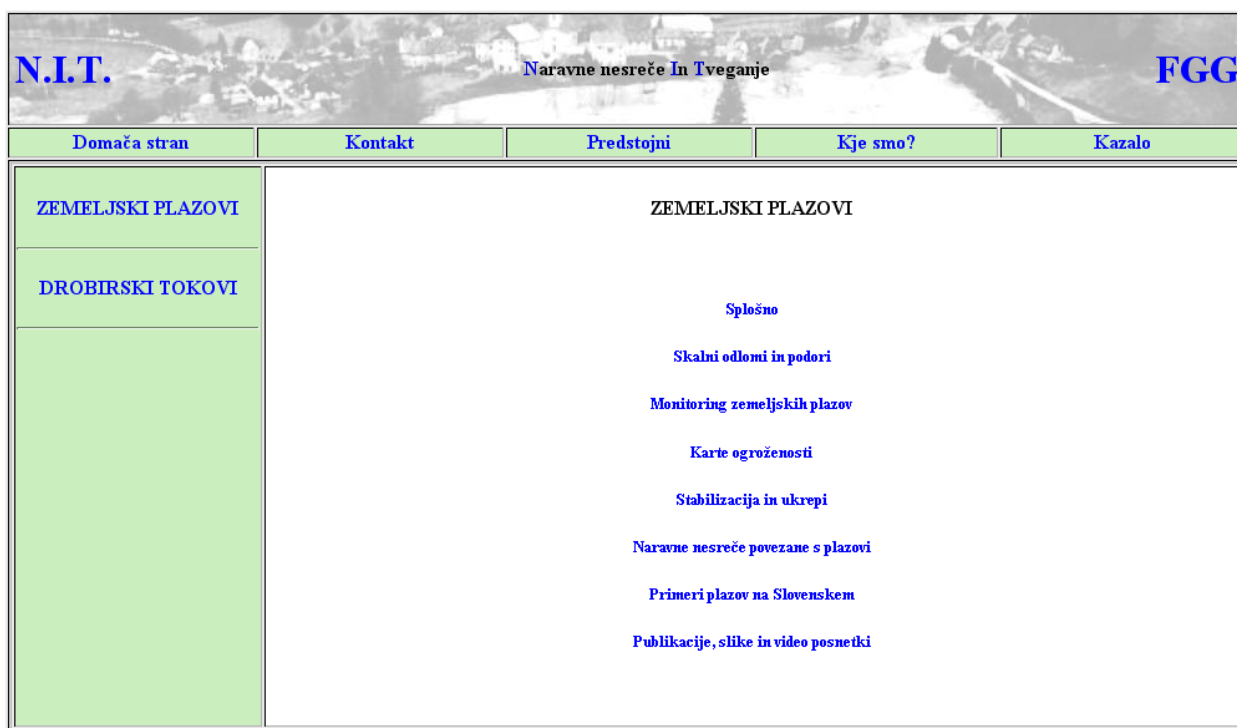 N.I.T.
Naravne nesreče In Tveganje
FGG
Domača stran
Kontakt
Predstojni
Kje smo?
Kazalo
ZEMELJSKI PLAZOVI
DROBIRSKI TOKOVI
ZEMELJSKI PLAZOVI
Splošno
Skalni odlomi in podori
Monitoring zemeljskih plazov
Karte ogroženosti
Stabilizacija in ukrepi
Naravne nesreče povezane s plazovi
Primeri plazov na Slovenskem
Publikacije, slike in video posnetki